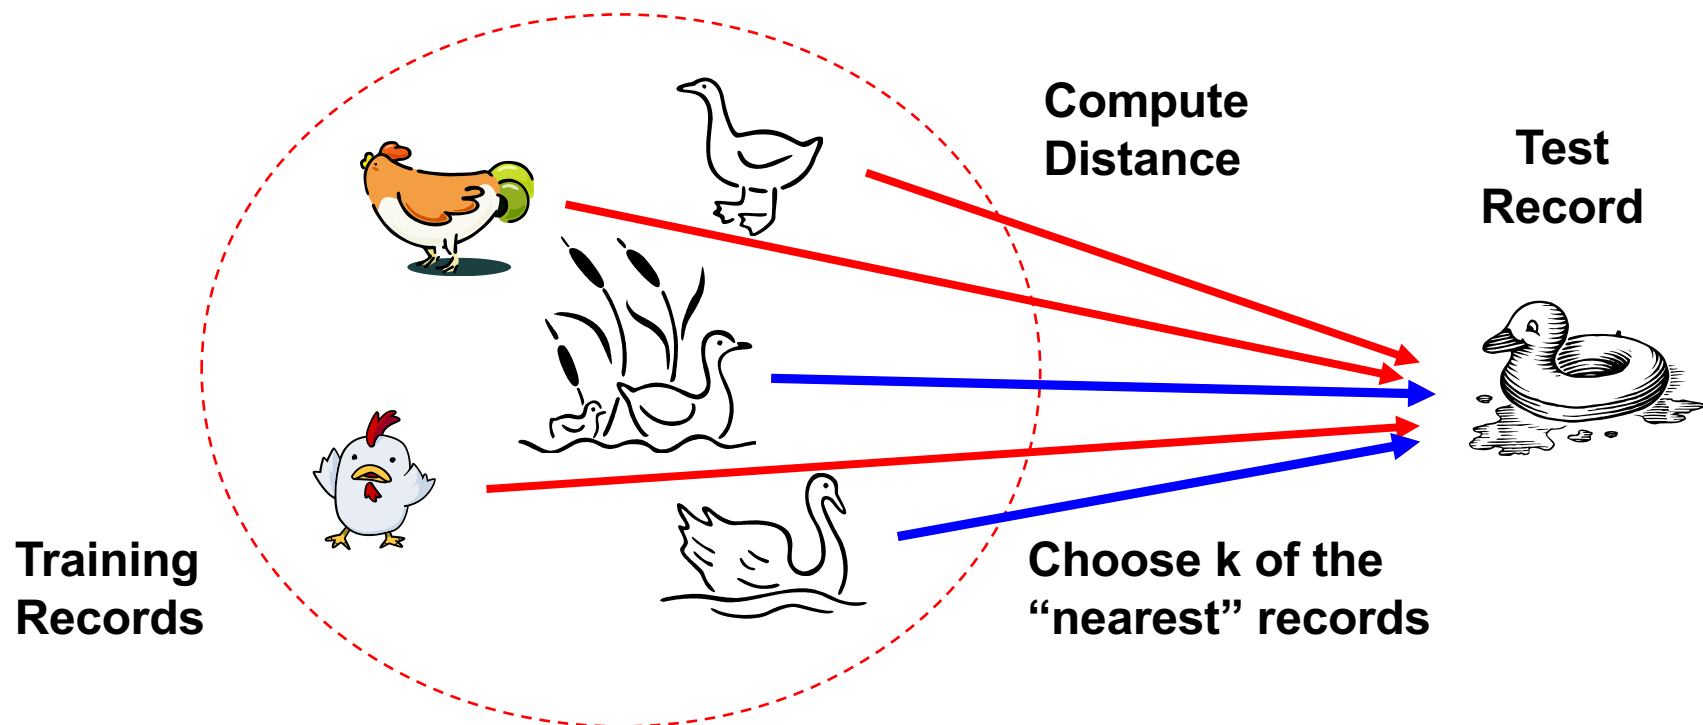 Compute
Distance
Test
Record
Training
Records
Choose k of the
“nearest” records